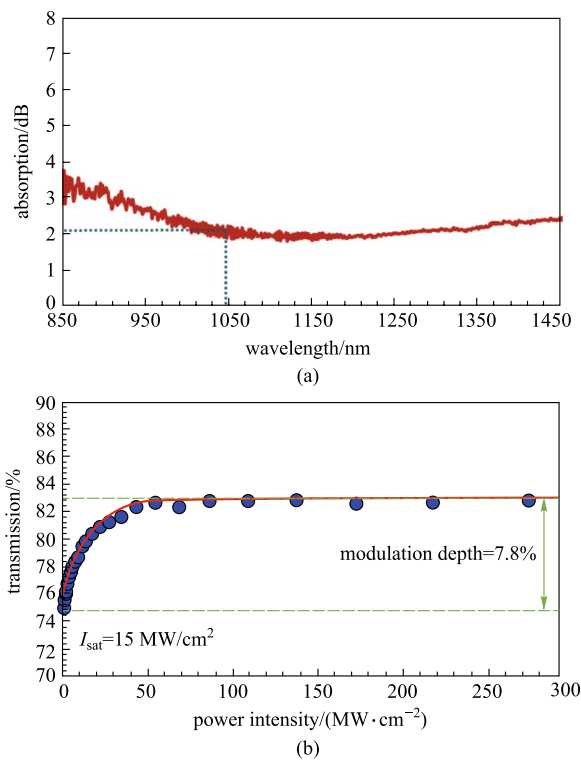 8
7
6
5
4
3
2
1
0
absorption/dB
850 950 1050 1150 1250 1350 1450
wavelength/nm
(a)
90
88
86
84
83
82
80
78
76
74
72
70
transmission/%
modulation depth=7.8%
I_sat=15 MW/cm²
0 50 100 150 200 250 300
power intensity/(MW·cm⁻²)
(b)